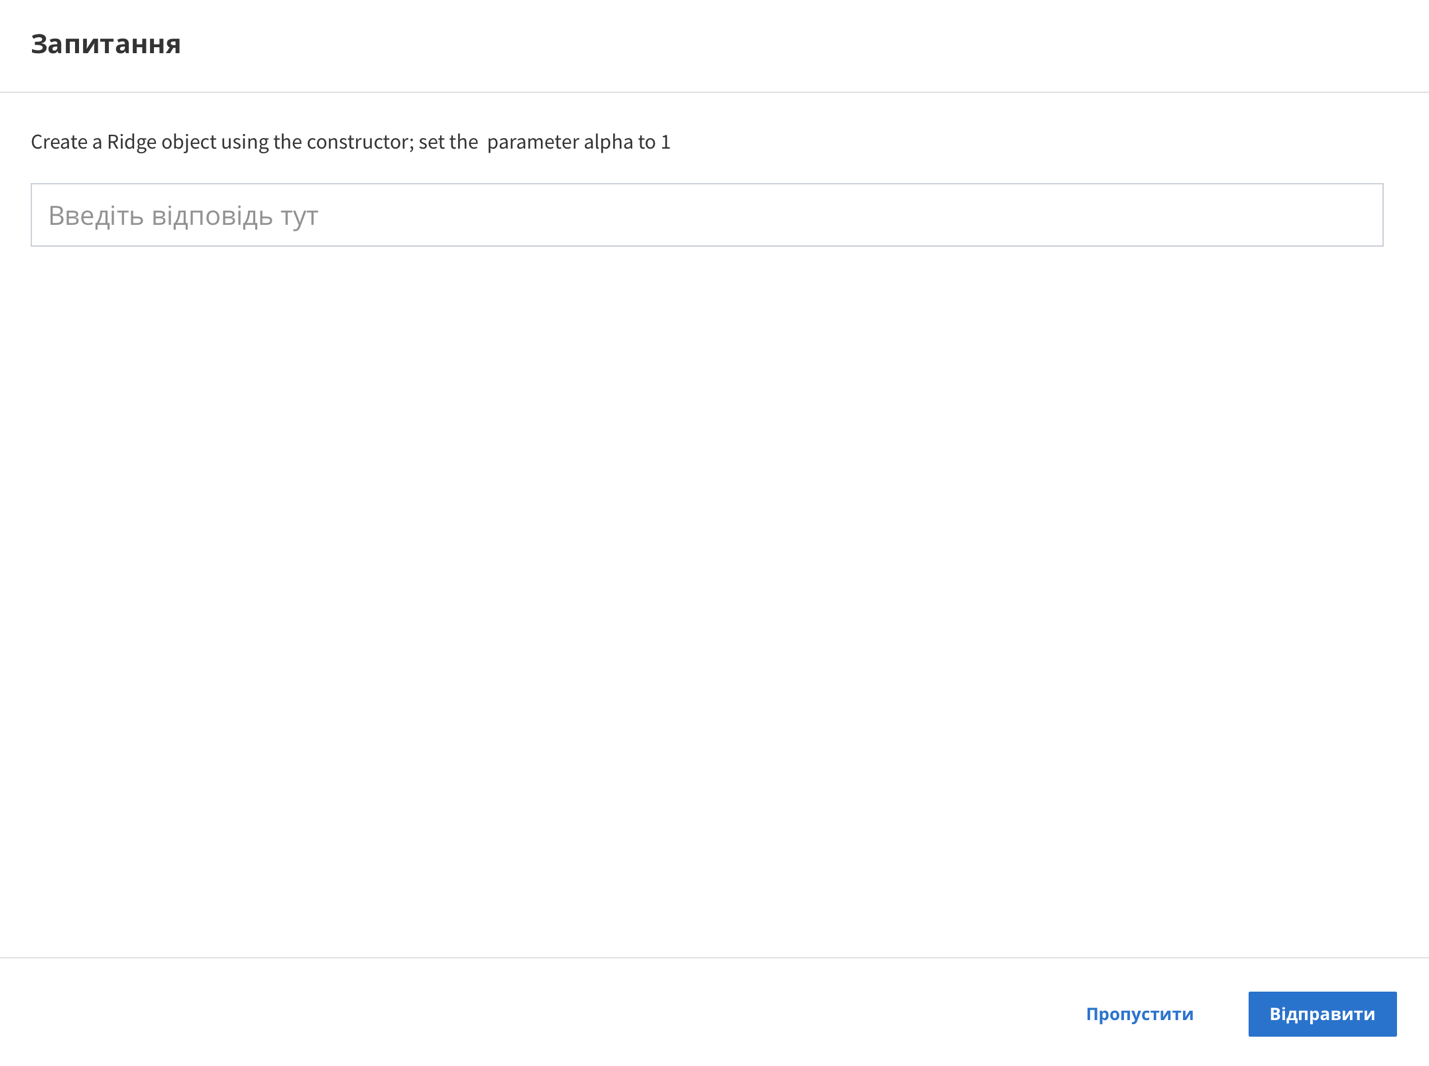 Запитання
Create a Ridge object using the constructor; set the  parameter alpha to 1
Введіть відповідь тут
Пропустити
Відправити